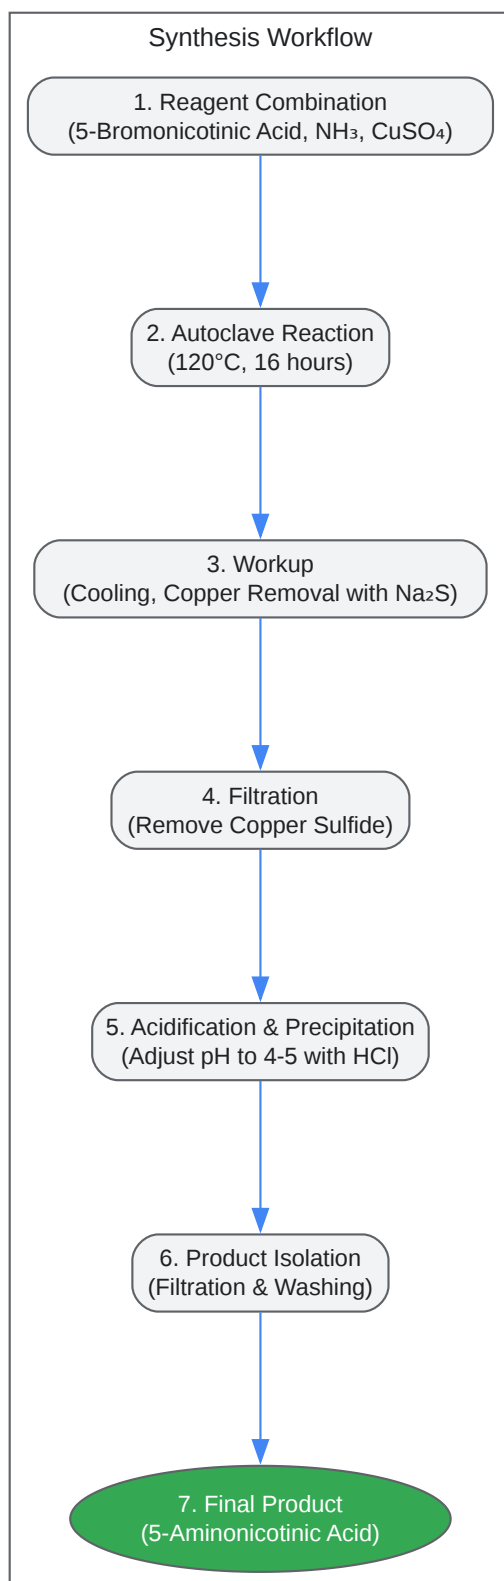 Synthesis Workflow
1. Reagent Combination
(5-Bromonicotinic Acid, NH₃, CuSO₄)
2. Autoclave Reaction
(120°C, 16 hours)
3. Workup
(Cooling, Copper Removal with Na₂S)
4. Filtration
(Remove Copper Sulfide)
5. Acidification & Precipitation
(Adjust pH to 4-5 with HCl)
6. Product Isolation
(Filtration & Washing)
7. Final Product
(5-Aminonicotinic Acid)